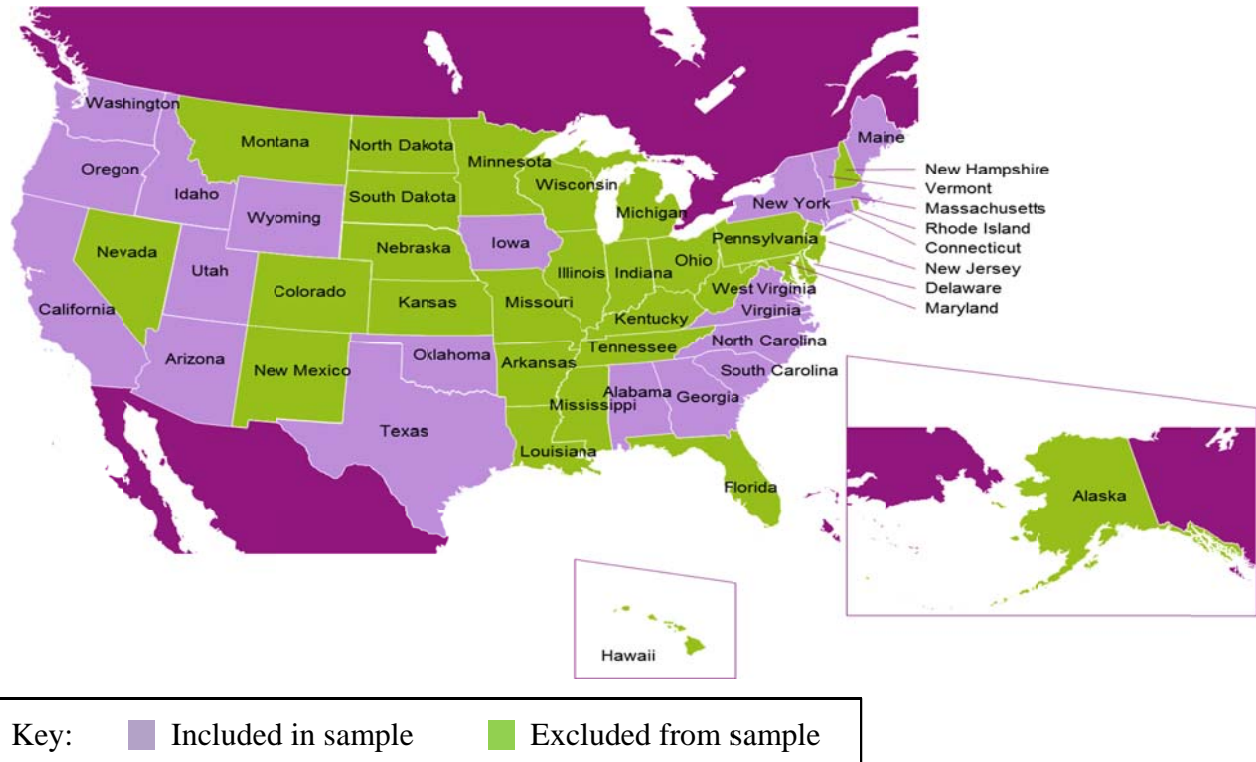 Washington
Maine
Montana
North Dakota
Minnesota
Oregon
New Hampshire
Idaho
Wisconsin
Vermont
South Dakota
New York
Massachusetts
Wyoming
Michigan
Rhode Island
Iowa
Pennsylvania
Connecticut
Nevada
Nebraska
Ohio
New Jersey
Utah
Illinois
Indiana
Delaware
Colorado
West Virginia
California
Kansas
Missouri
Virginia
Maryland
Kentucky
North Carolina
Tennessee
Arizona
Oklahoma
Arkansas
New Mexico
South Carolina
Alabama
Georgia
Mississippi
Texas
Louisiana
Florida
Alaska
Hawaii
Key: Included in sample Excluded from sample